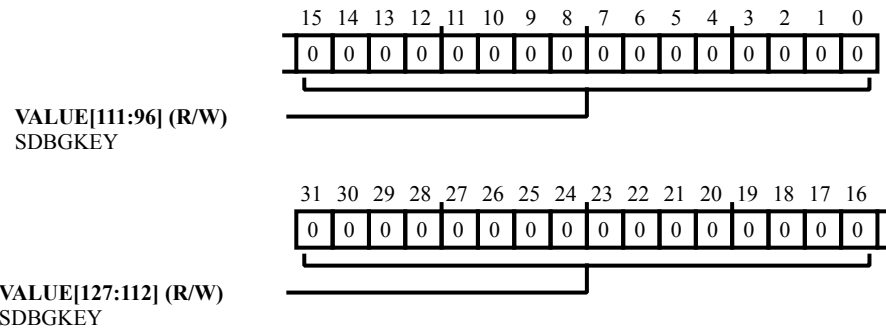 15 14 13 12 11 10 9 8 7 6 5 4 3 2 1 0
0 0 0 0 0 0 0 0 0 0 0 0 0 0 0 0
VALUE[111:96] (R/W)
SDBGKEY
31 30 29 28 27 26 25 24 23 22 21 20 19 18 17 16
0 0 0 0 0 0 0 0 0 0 0 0 0 0 0 0
VALUE[127:112] (R/W)
SDBGKEY